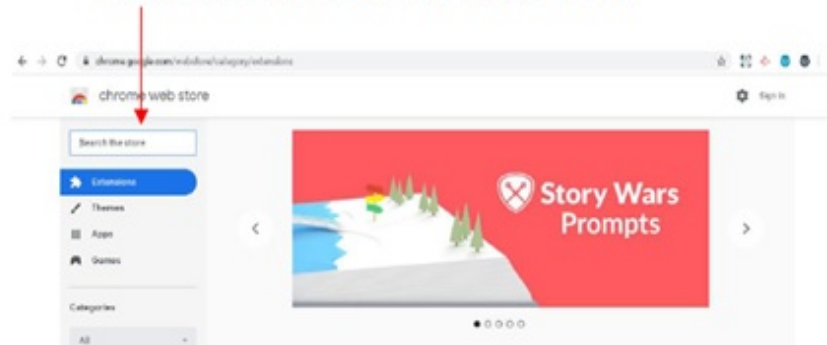 chrome.google.com/webstore/category/extensions
chrome web store
Sign in
Search the store
Extensions
Themes
Apps
Games
Categories
All
Story Wars
Prompts